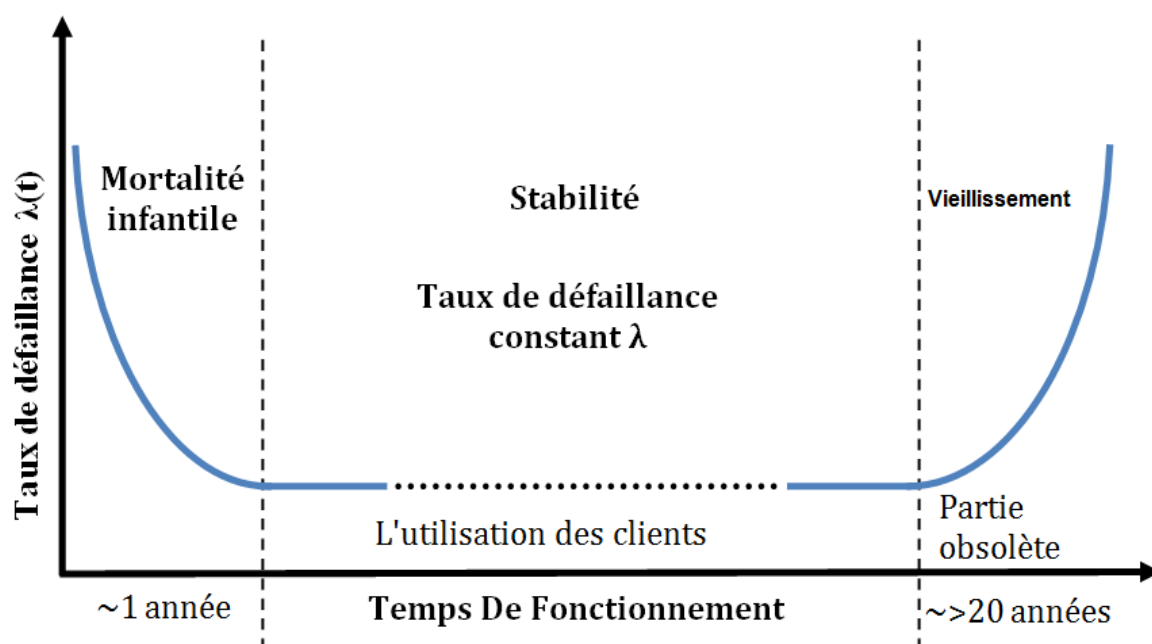 Taux de défaillance λ(t)
Mortalité
infantile
Stabilité
Taux de défaillance
constant λ
Vieillissement
L'utilisation des clients
Partie
obsolète
~1 année
Temps De Fonctionnement
~>20 années